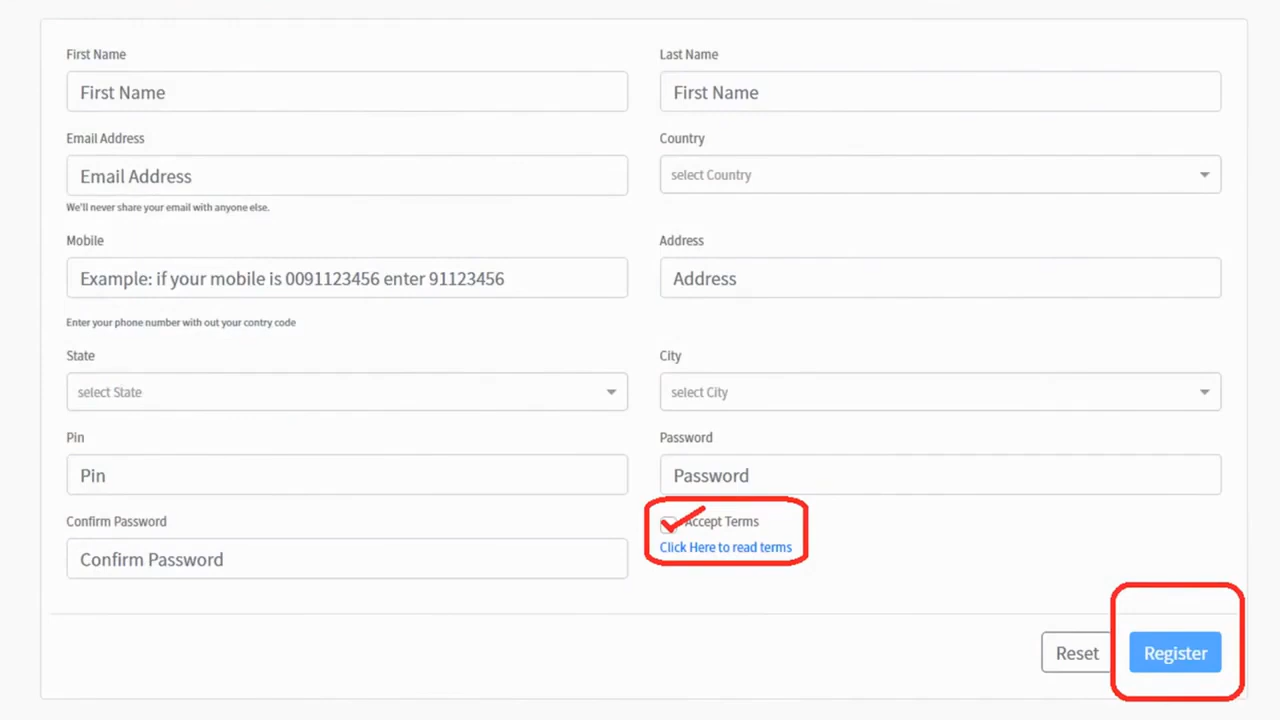 First Name
Last Name
First Name
First Name
Email Address
Country
Email Address
select Country
We'll never share your email with anyone else.
Mobile
Address
Example: if your mobile is 0091123456 enter 91123456
Address
Enter your phone number with out your contry code
State
City
select State
select City
Pin
Password
Pin
Password
Confirm Password
Accept Terms
Click Here to read terms
Confirm Password
Reset
Register